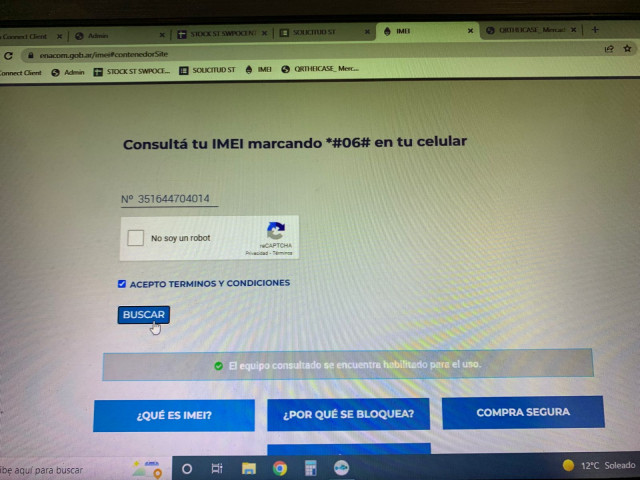 Connect Client
Admin
STOCK ST
SOLICITUD ST
IMEI
QRTHEICASE_
enacom.gob.ar/imei#contenedorSite
Connect Client
Admin
STOCK ST SWPOCE...
SOLICITUD ST
IMEI
QRTHEICASE_ Merc...
Consultá tu IMEI marcando *#06# en tu celular
Nº 351644704014
No soy un robot
reCAPTCHA
Privacidad - Términos
ACEPTO TERMINOS Y CONDICIONES
BUSCAR
El equipo consultado se encuentra habilitado para el uso.
¿QUÉ ES IMEI?
¿POR QUÉ SE BLOQUEA?
COMPRA SEGURA
ibe aquí para buscar
12°C Soleado